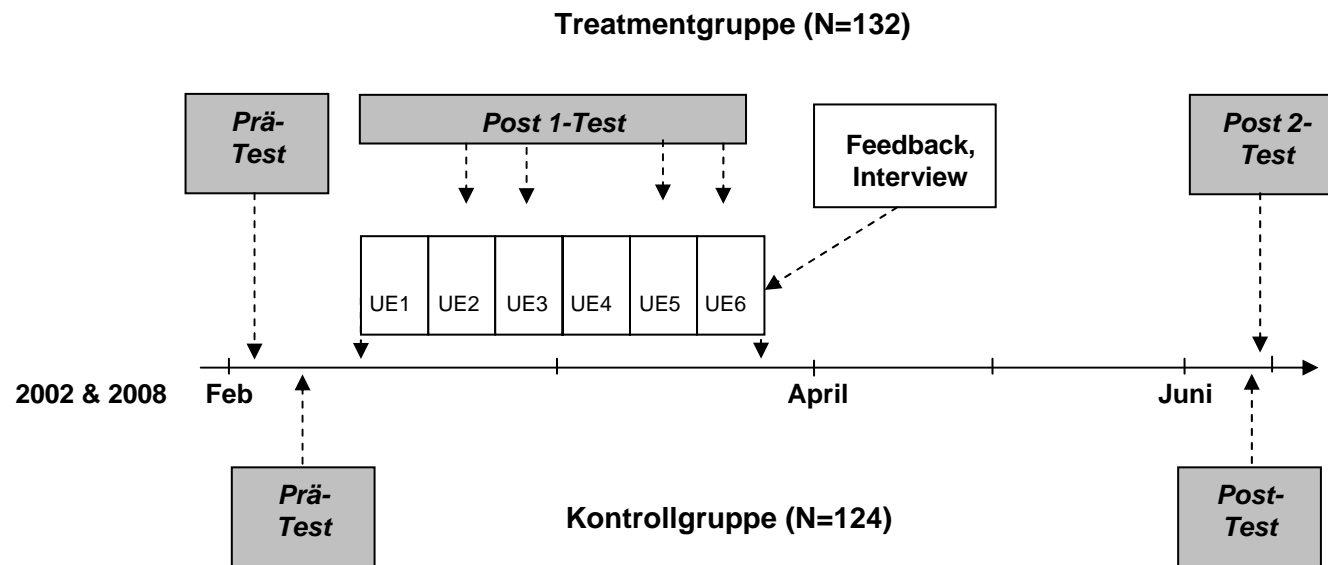 Treatmentgruppe (N=132)
Prä-
Test
Post 1-Test
Feedback,
Interview
Post 2-
Test
UE1
UE2
UE3
UE4
UE5
UE6
2002 & 2008
Feb
April
Juni
Prä-
Test
Kontrollgruppe (N=124)
Post-
Test